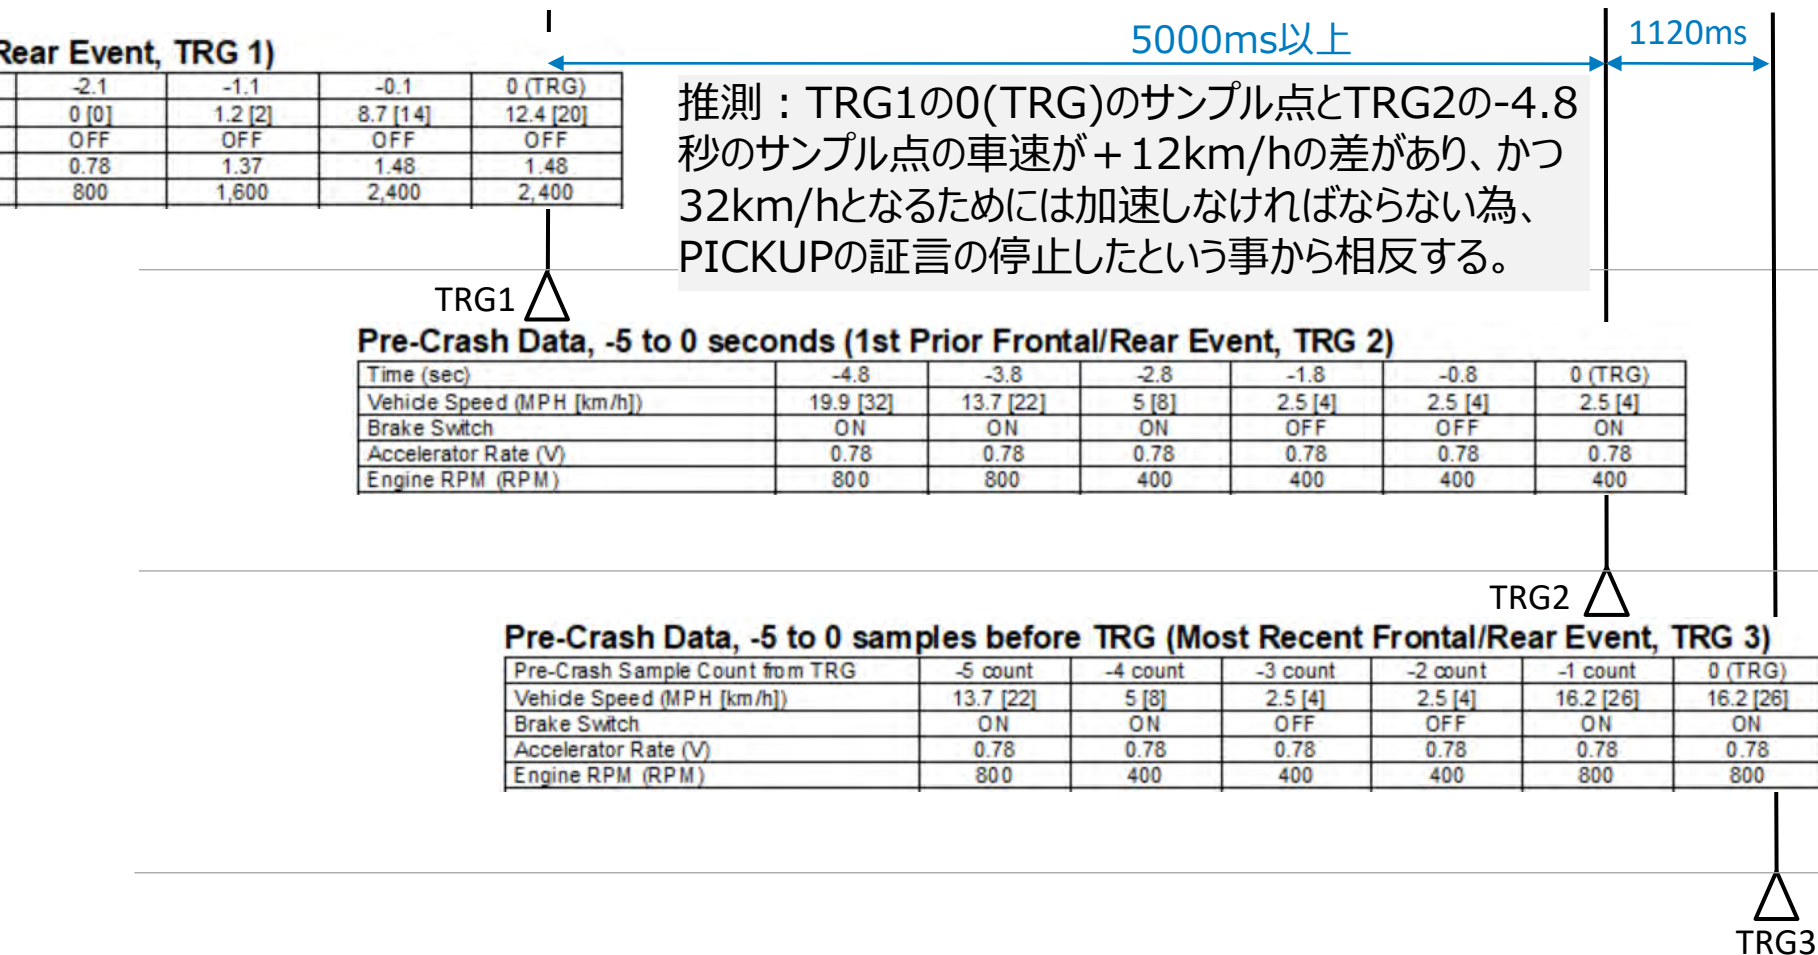 5000ms以上 1120ms
Rear Event, TRG 1)
-2.1 -1.1 -0.1 0 (TRG)
0 [0] 1.2 [2] 8.7 [14] 12.4 [20]
OFF OFF OFF OFF
0.78 1.37 1.48 1.48
800 1,600 2,400 2,400
推測：TRG1の0(TRG)のサンプル点とTRG2の-4.8
秒のサンプル点の車速が＋12km/hの差があり、かつ
32km/hとなるためには加速しなければならない為、
PICKUPの証言の停止したという事から相反する。
TRG1
Pre-Crash Data, -5 to 0 seconds (1st Prior Frontal/Rear Event, TRG 2)
Time (sec) -4.8 -3.8 -2.8 -1.8 -0.8 0 (TRG)
Vehicle Speed (MPH [km/h]) 19.9 [32] 13.7 [22] 5 [8] 2.5 [4] 2.5 [4] 2.5 [4]
Brake Switch ON ON ON OFF OFF ON
Accelerator Rate (V) 0.78 0.78 0.78 0.78 0.78 0.78
Engine RPM (RPM) 800 800 400 400 400 400
TRG2
Pre-Crash Data, -5 to 0 samples before TRG (Most Recent Frontal/Rear Event, TRG 3)
Pre-Crash Sample Count from TRG -5 count -4 count -3 count -2 count -1 count 0 (TRG)
Vehicle Speed (MPH [km/h]) 13.7 [22] 5 [8] 2.5 [4] 2.5 [4] 16.2 [26] 16.2 [26]
Brake Switch ON ON OFF OFF ON ON
Accelerator Rate (V) 0.78 0.78 0.78 0.78 0.78 0.78
Engine RPM (RPM) 800 400 400 400 800 800
TRG3